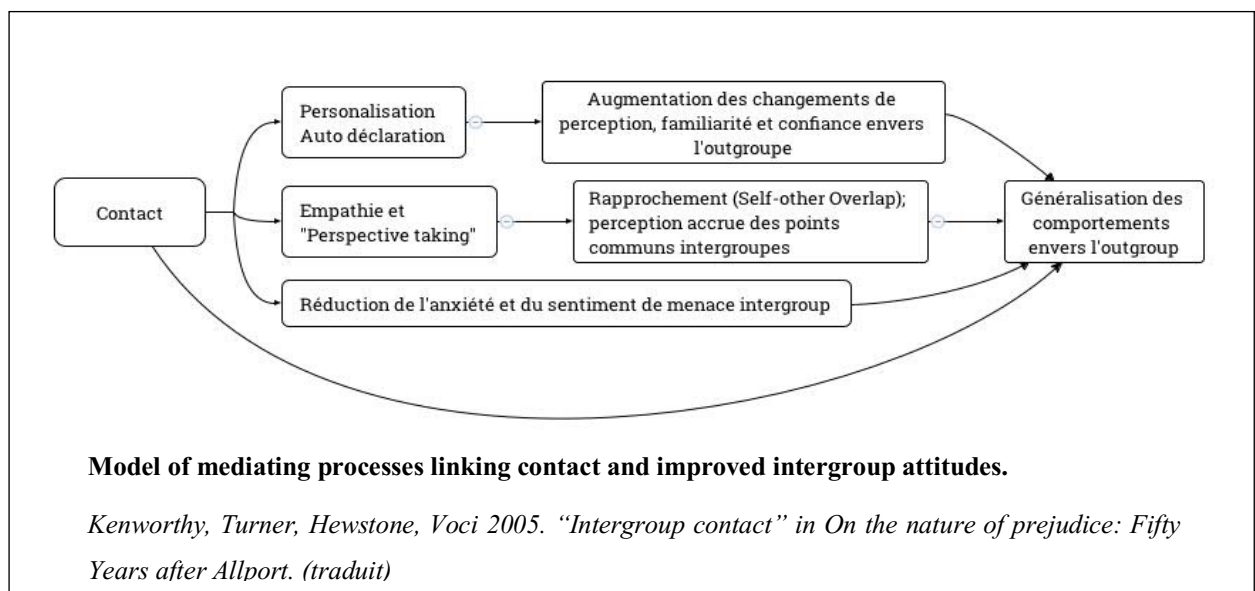 Personalisation
Auto déclaration
Augmentation des changements de
perception, familiarité et confiance envers
l'outgroupe
Contact
Empathie et
"Perspective taking"
Rapprochement (Self-other Overlap);
perception accrue des points
communs intergroupes
Généralisation des
comportements
envers l'outgroup
Réduction de l'anxiété et du sentiment de menace intergroup
Model of mediating processes linking contact and improved intergroup attitudes.
Kenworthy, Turner, Hewstone, Voci 2005. “Intergroup contact” in On the nature of prejudice: Fifty
Years after Allport. (traduit)